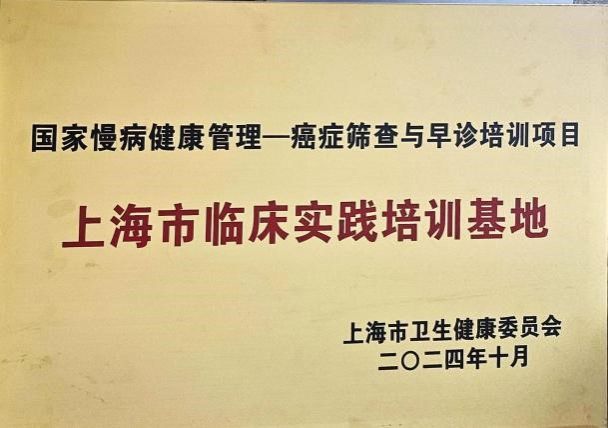 国家慢病健康管理—癌症筛查与早诊培训项目
上海市临床实践培训基地
上海市卫生健康委员会
二〇二四年十月